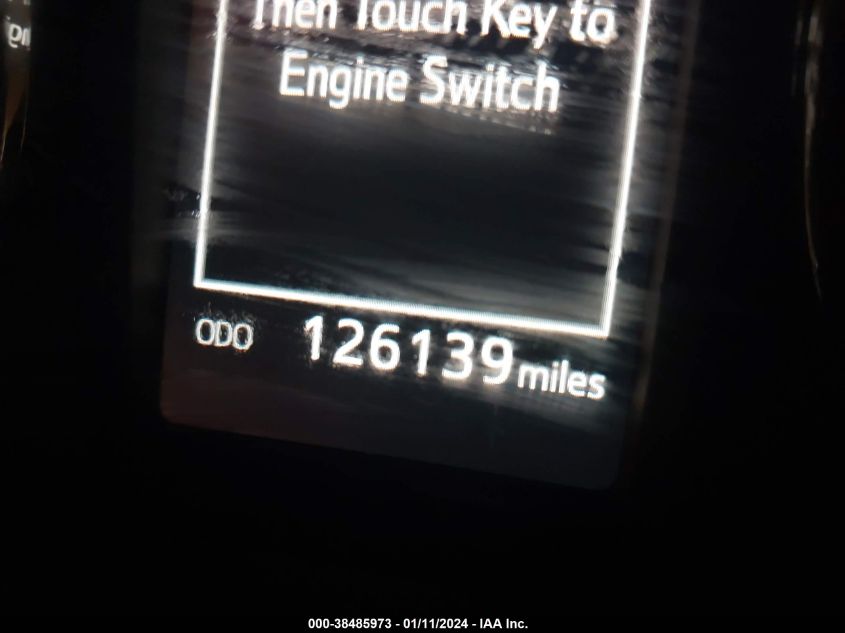 Then Touch Key to
Engine Switch
ODO 126139 miles
000-38485973 - 01/11/2024 - IAA Inc.